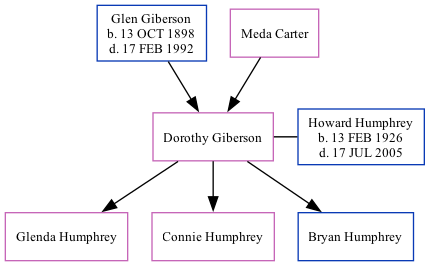 Glen Giberson
b. 13 OCT 1898
d. 17 FEB 1992
Meda Carter
Dorothy Giberson
Howard Humphrey
b. 13 FEB 1926
d. 17 JUL 2005
Glenda Humphrey
Connie Humphrey
Bryan Humphrey